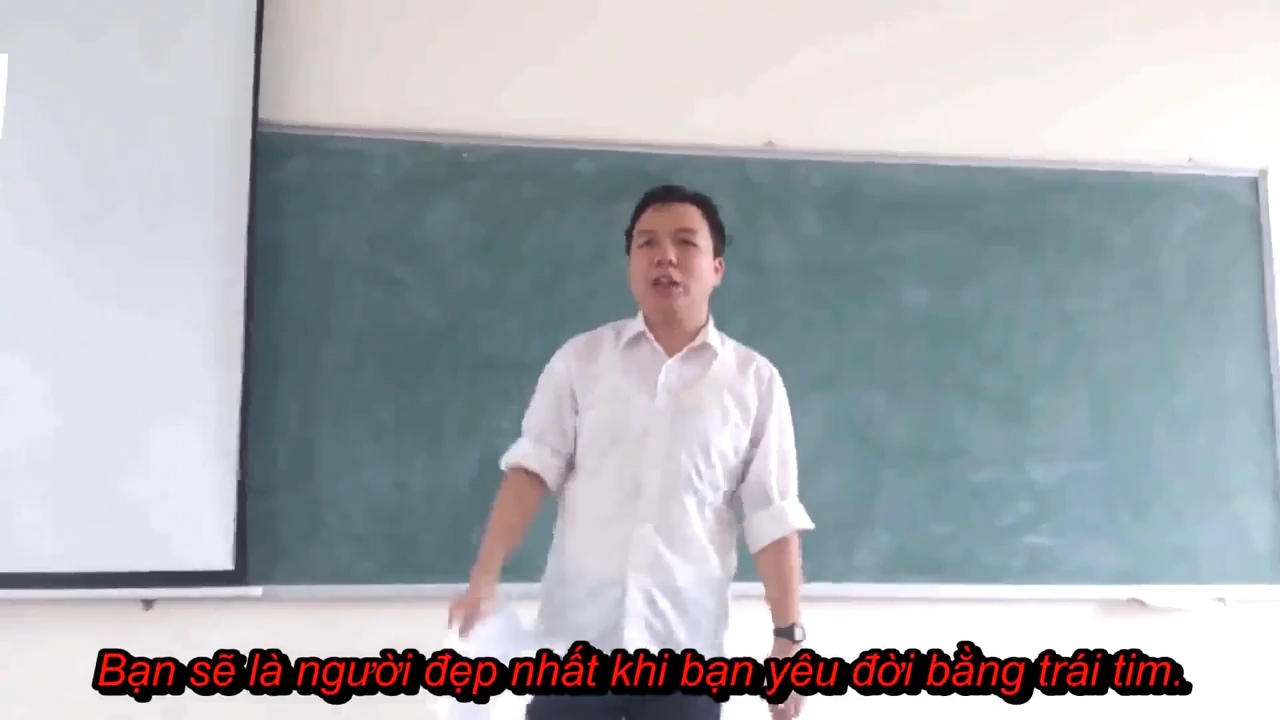 Bạn sẽ là người đẹp nhất khi bạn yêu đời bằng trái tim.